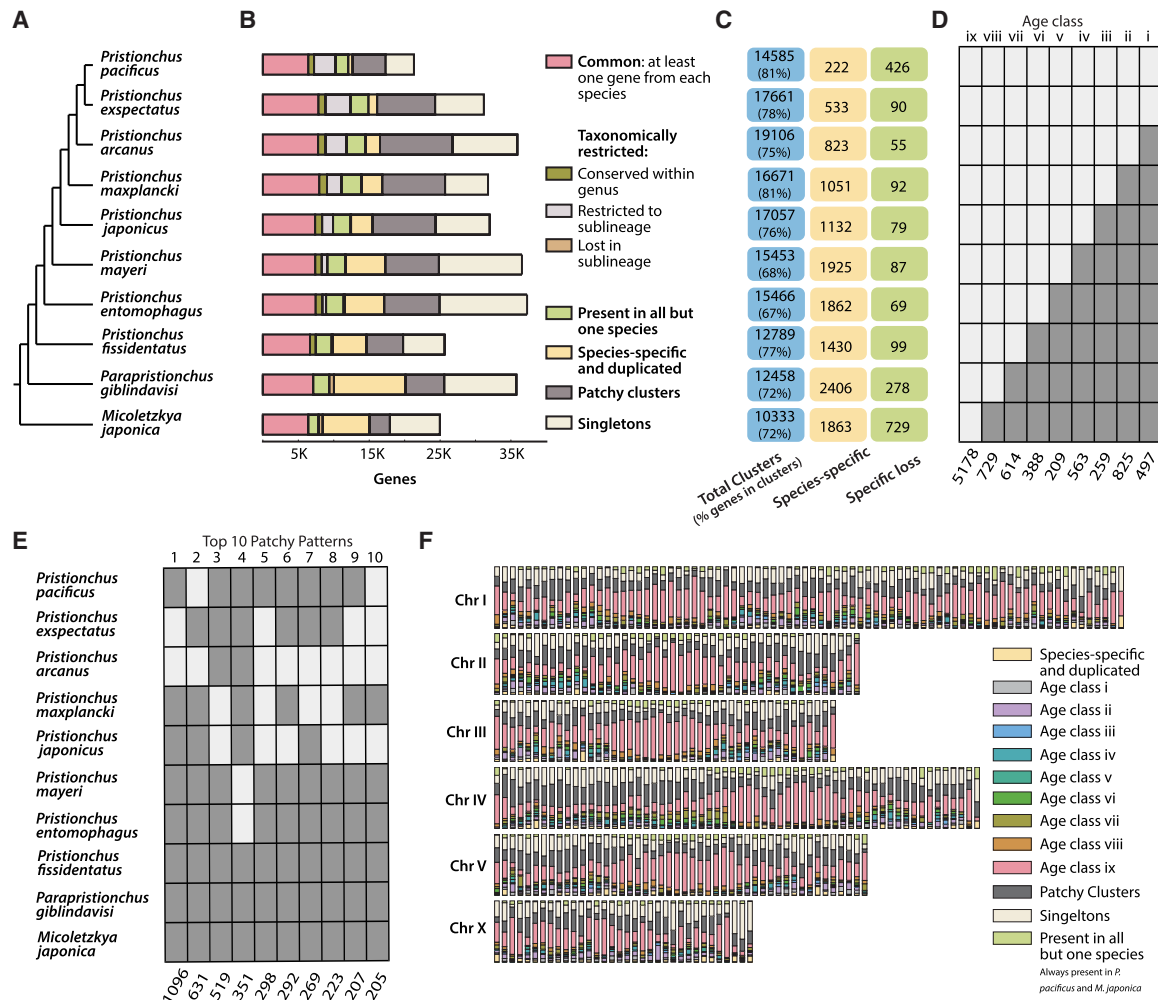 A
B
C
D
Pristionchus
pacificus
Pristionchus
exspectatus
Pristionchus
arcanus
Pristionchus
maxplancki
Pristionchus
japonicus
Pristionchus
mayeri
Pristionchus
entomophagus
Pristionchus
fissidentatus
Parapristionchus
giblindavisi
Micoletzkya
japonica
5K
15K
25K
35K
Genes
Common: at least
one gene from each
species
Taxonomically
restricted:
Conserved within
genus
Restricted to
sublineage
Lost in
sublineage
Present in all but
one species
Species-specific
and duplicated
Patchy clusters
Singletons
14585
(81%)
222
426
17661
(78%)
533
90
19106
(75%)
823
55
16671
(81%)
1051
92
17057
(76%)
1132
79
15453
(68%)
1925
87
15466
(67%)
1862
69
12789
(77%)
1430
99
12458
(72%)
2406
278
10333
(72%)
1863
729
Total Clusters
(% genes in clusters)
Species-specific
Specific loss
Age class
ix viii vii vi v iv iii ii i
5178 729 614 388 209 563 259 825 497
E
Top 10 Patchy Patterns
1 2 3 4 5 6 7 8 9 10
Pristionchus
pacificus
Pristionchus
exspectatus
Pristionchus
arcanus
Pristionchus
maxplancki
Pristionchus
japonicus
Pristionchus
mayeri
Pristionchus
entomophagus
Pristionchus
fissidentatus
Parapristionchus
giblindavisi
Micoletzkya
japonica
1096 631 519 351 298 292 269 223 207 205
F
Chr I
Chr II
Chr III
Chr IV
Chr V
Chr X
Species-specific
and duplicated
Age class i
Age class ii
Age class iii
Age class iv
Age class v
Age class vi
Age class vii
Age class viii
Age class ix
Patchy Clusters
Singeltons
Present in all
but one species
Always present in P.
pacificus and M. japonica